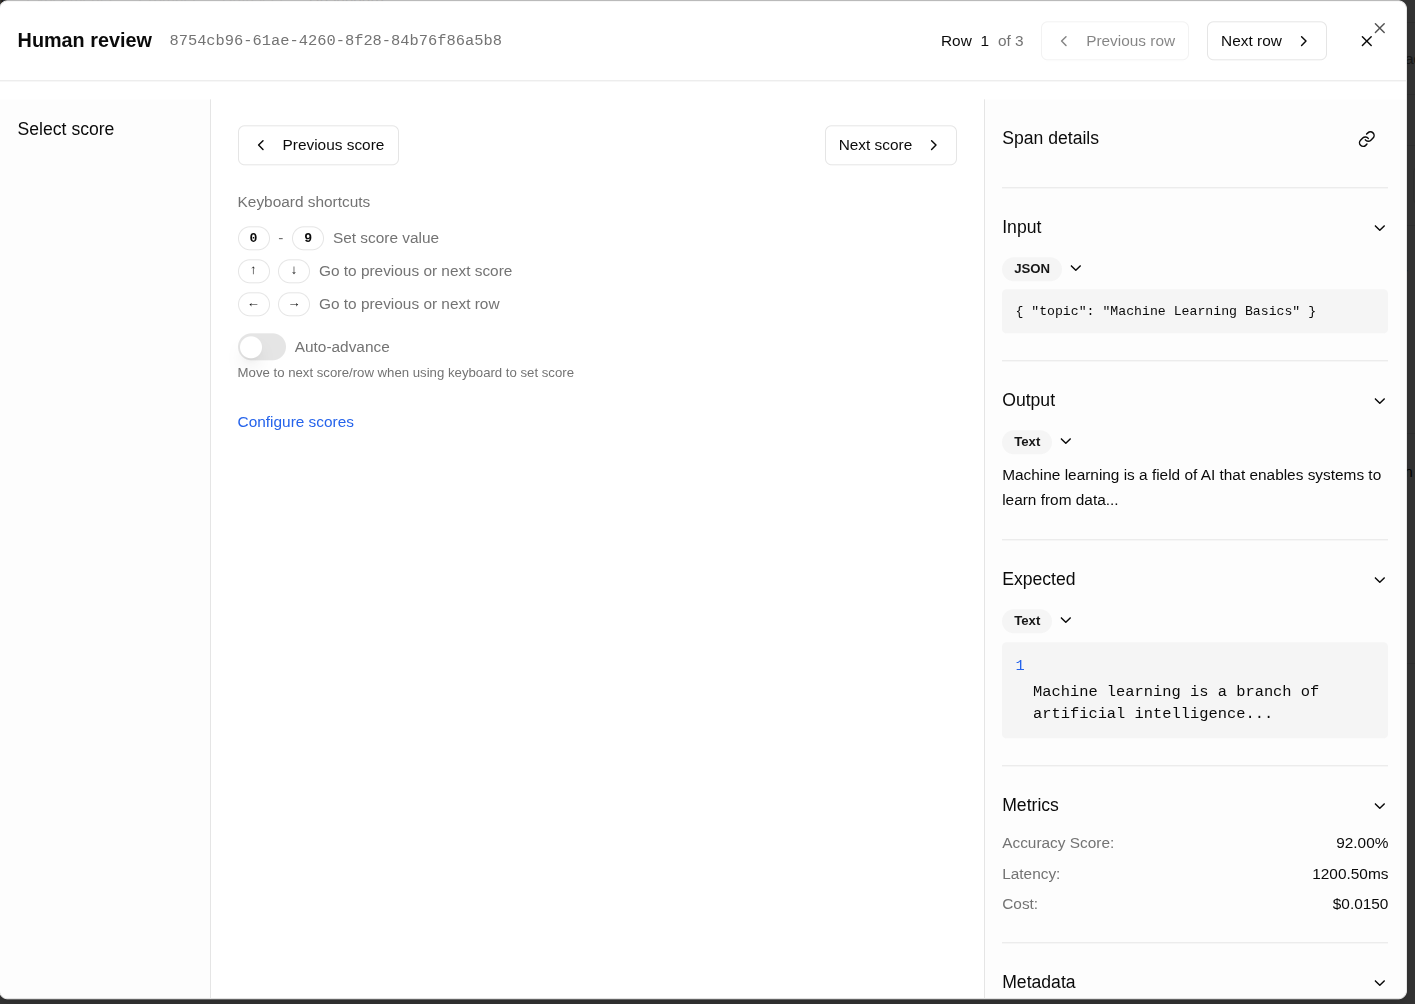 Human review 8754cb96-61ae-4260-8f28-84b76f86a5b8 Row 1 of 3 Previous row Next row
Select score
Previous score Next score
Keyboard shortcuts
0 - 9 Set score value
↑ ↓ Go to previous or next score
← → Go to previous or next row
Auto-advance
Move to next score/row when using keyboard to set score
Configure scores
Span details
Input
JSON
{ "topic": "Machine Learning Basics" }
Output
Text
Machine learning is a field of AI that enables systems to
learn from data...
Expected
Text
1
Machine learning is a branch of
artificial intelligence...
Metrics
Accuracy Score: 92.00%
Latency: 1200.50ms
Cost: $0.0150
Metadata